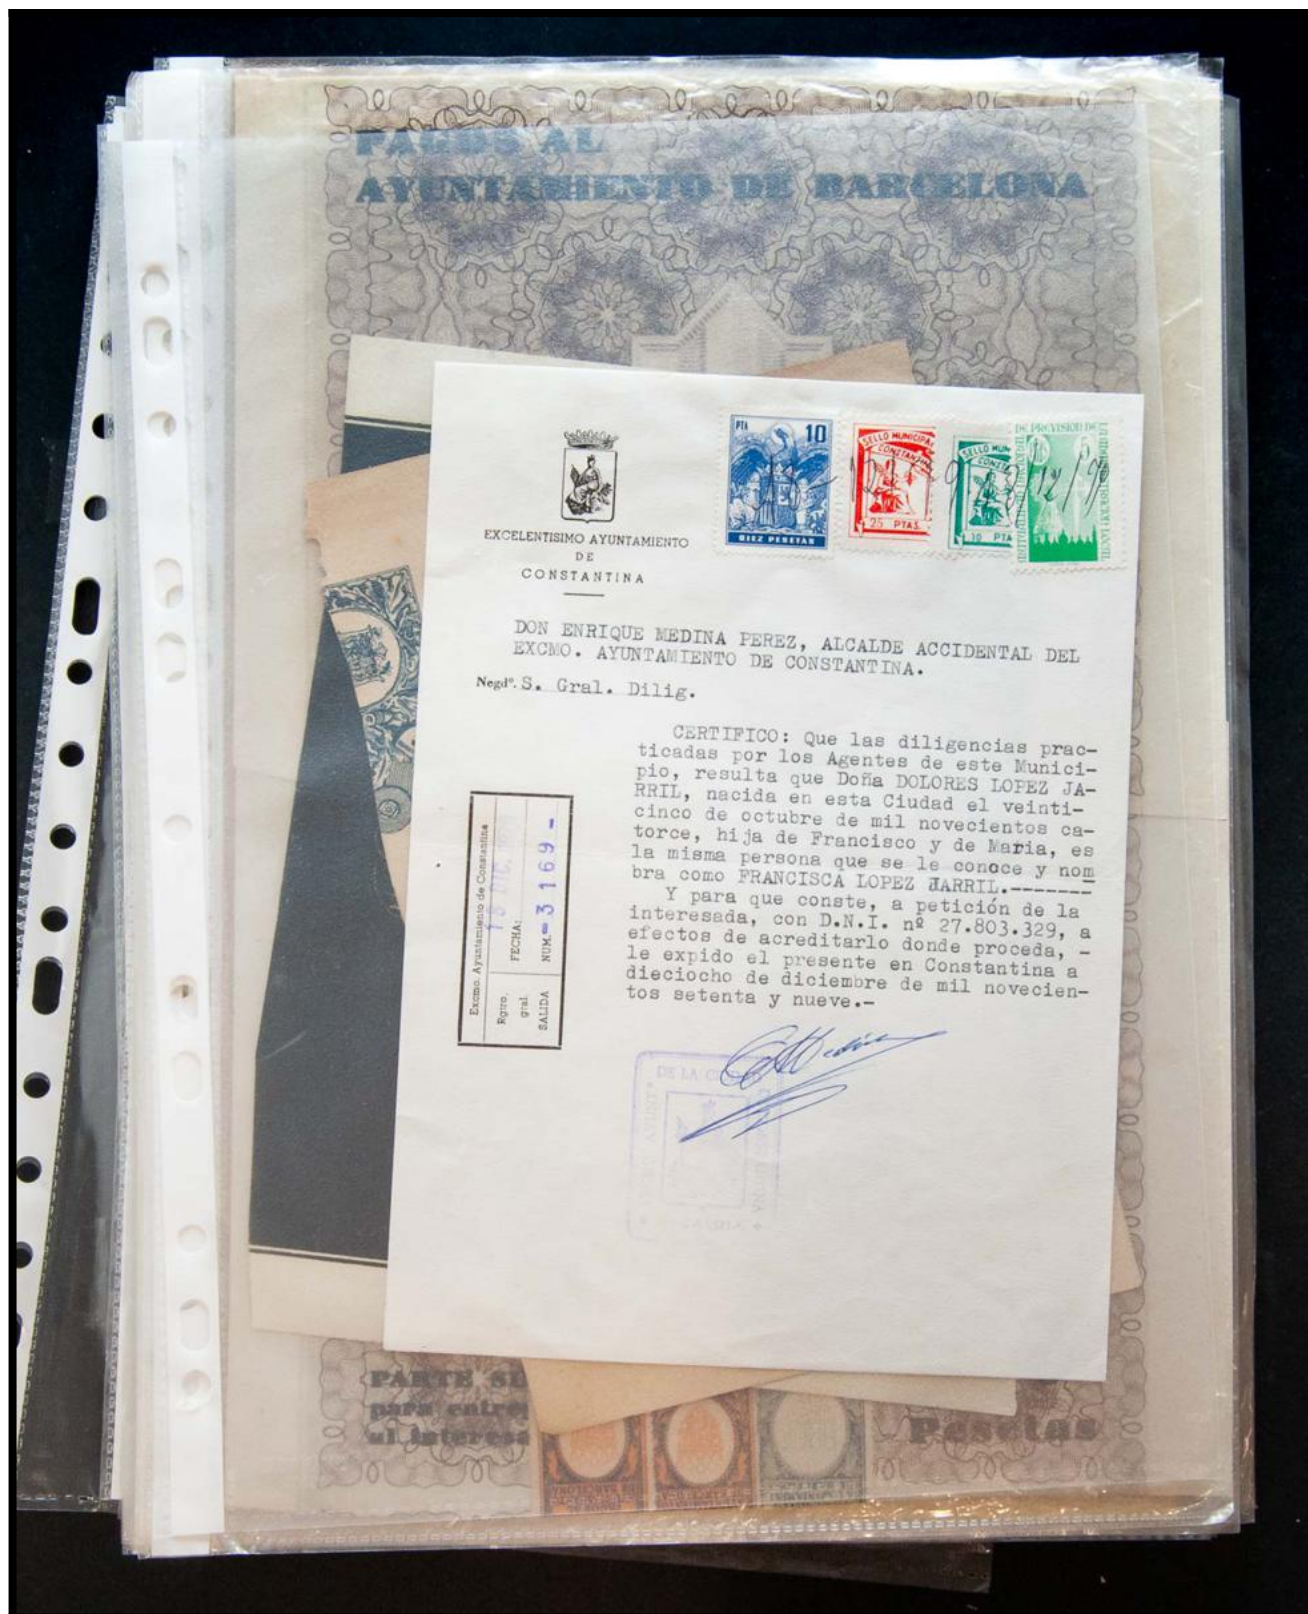 PAGOS AL
AYUNTAMIENTO DE BARCELONA
PTA 10
DIEZ PESETAS
SELLO MUNICIPAL
CONSTANTINA
25 PTAS.
SELLO MUN
CONSTA
10 PTA
5
EXCELENTISIMO AYUNTAMIENTO
DE
CONSTANTINA
DON ENRIQUE MEDINA PEREZ, ALCALDE ACCIDENTAL DEL
EXCMO. AYUNTAMIENTO DE CONSTANTINA.
Negdº. S. Gral. Dilig.
CERTIFICO: Que las diligencias prac-
ticadas por los Agentes de este Munici-
pio, resulta que Doña DOLORES LOPEZ JA-
RRIL, nacida en esta Ciudad el veinti-
cinco de octubre de mil novecientos ca-
torce, hija de Francisco y de Maria, es
la misma persona que se le conoce y nom
bra como FRANCISCA LOPEZ JARRIL.-------
Y para que conste, a petición de la
interesada, con D.N.I. nº 27.803.329, a
efectos de acreditarlo donde proceda, -
le expido el presente en Constantina a
dieciocho de diciembre de mil novecien-
tos setenta y nueve.-
Excmo. Ayuntamiento de Constantina
Rgtro. gral. SALIDA
FECHA: DIC.
NUM. 3169-
DE LA
PARTE
para
al
Pesetas